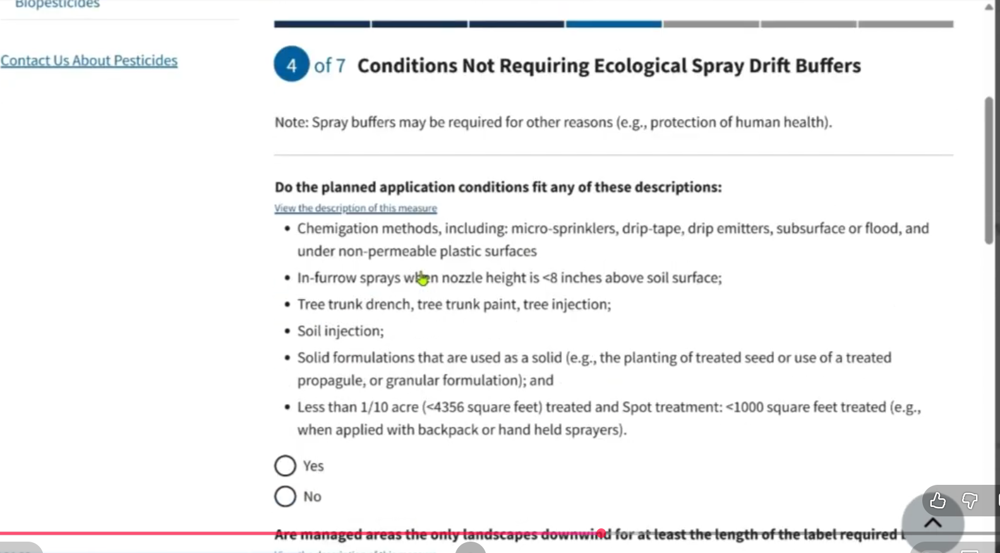 Biopesticides
Contact Us About Pesticides
4 of 7 Conditions Not Requiring Ecological Spray Drift Buffers
Note: Spray buffers may be required for other reasons (e.g., protection of human health).
Do the planned application conditions fit any of these descriptions:
View the description of this measure
• Chemigation methods, including: micro-sprinklers, drip-tape, drip emitters, subsurface or flood, and
under non-permeable plastic surfaces
• In-furrow sprays when nozzle height is <8 inches above soil surface;
• Tree trunk drench, tree trunk paint, tree injection;
• Soil injection;
• Solid formulations that are used as a solid (e.g., the planting of treated seed or use of a treated
propagule, or granular formulation); and
• Less than 1/10 acre (<4356 square feet) treated and Spot treatment: <1000 square feet treated (e.g.,
when applied with backpack or hand held sprayers).
Yes
No
Are managed areas the only landscapes downwind for at least the length of the label required